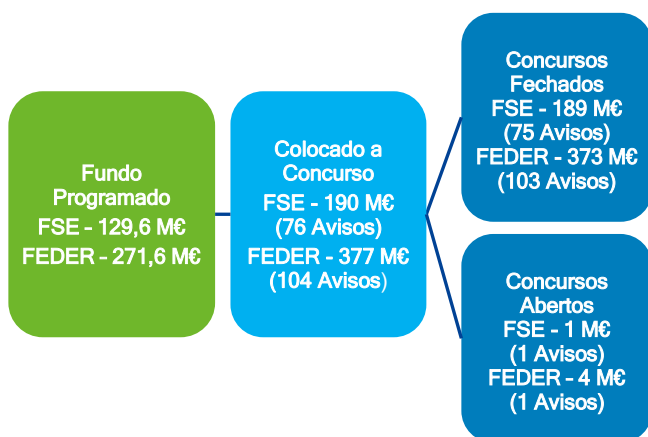 Fundo
Programado
FSE - 129,6 M€
FEDER - 271,6 M€
Colocado a
Concurso
FSE - 190 M€
(76 Avisos)
FEDER - 377 M€
(104 Avisos)
Concursos
Fechados
FSE - 189 M€
(75 Avisos)
FEDER - 373 M€
(103 Avisos)
Concursos
Abertos
FSE - 1 M€
(1 Avisos)
FEDER - 4 M€
(1 Avisos)